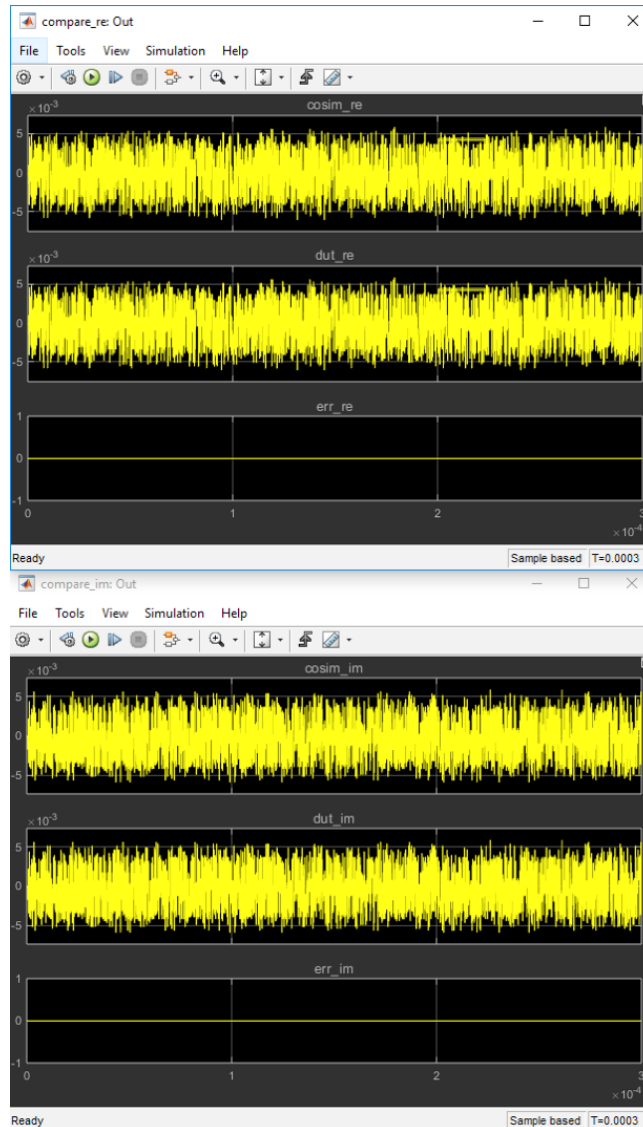 compare_re: Out
File Tools View Simulation Help
cosim_re
×10-3
5
0
-5
dut_re
×10-3
5
0
-5
err_re
1
0
-1
0 1 2 3
×10-4
Ready Sample based T=0.0003
compare_im: Out
File Tools View Simulation Help
cosim_im
×10-3
5
0
-5
dut_im
×10-3
5
0
-5
err_im
1
0
-1
0 1 2 3
×10-4
Ready Sample based T=0.0003